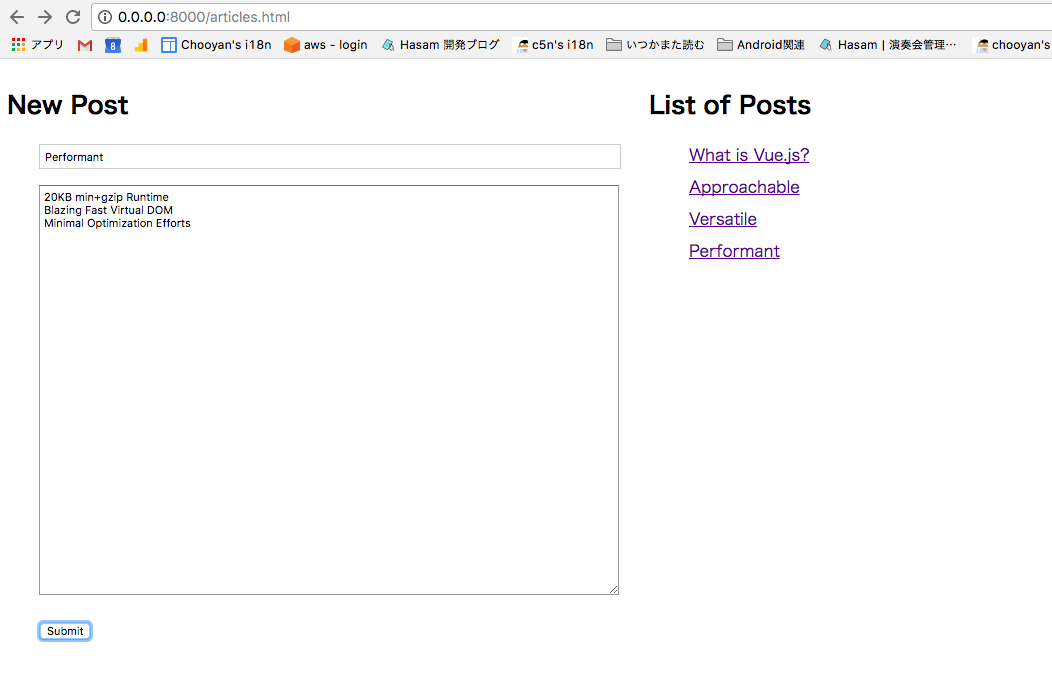 0.0.0.0:8000/articles.html
アプリ 8 Chooyan's i18n aws - login Hasam 開発ブログ c5n's i18n いつかまた読む Android関連 Hasam | 演奏会管理… chooyan's
New Post
Performant
20KB min+gzip Runtime
Blazing Fast Virtual DOM
Minimal Optimization Efforts
Submit
List of Posts
What is Vue.js?
Approachable
Versatile
Performant